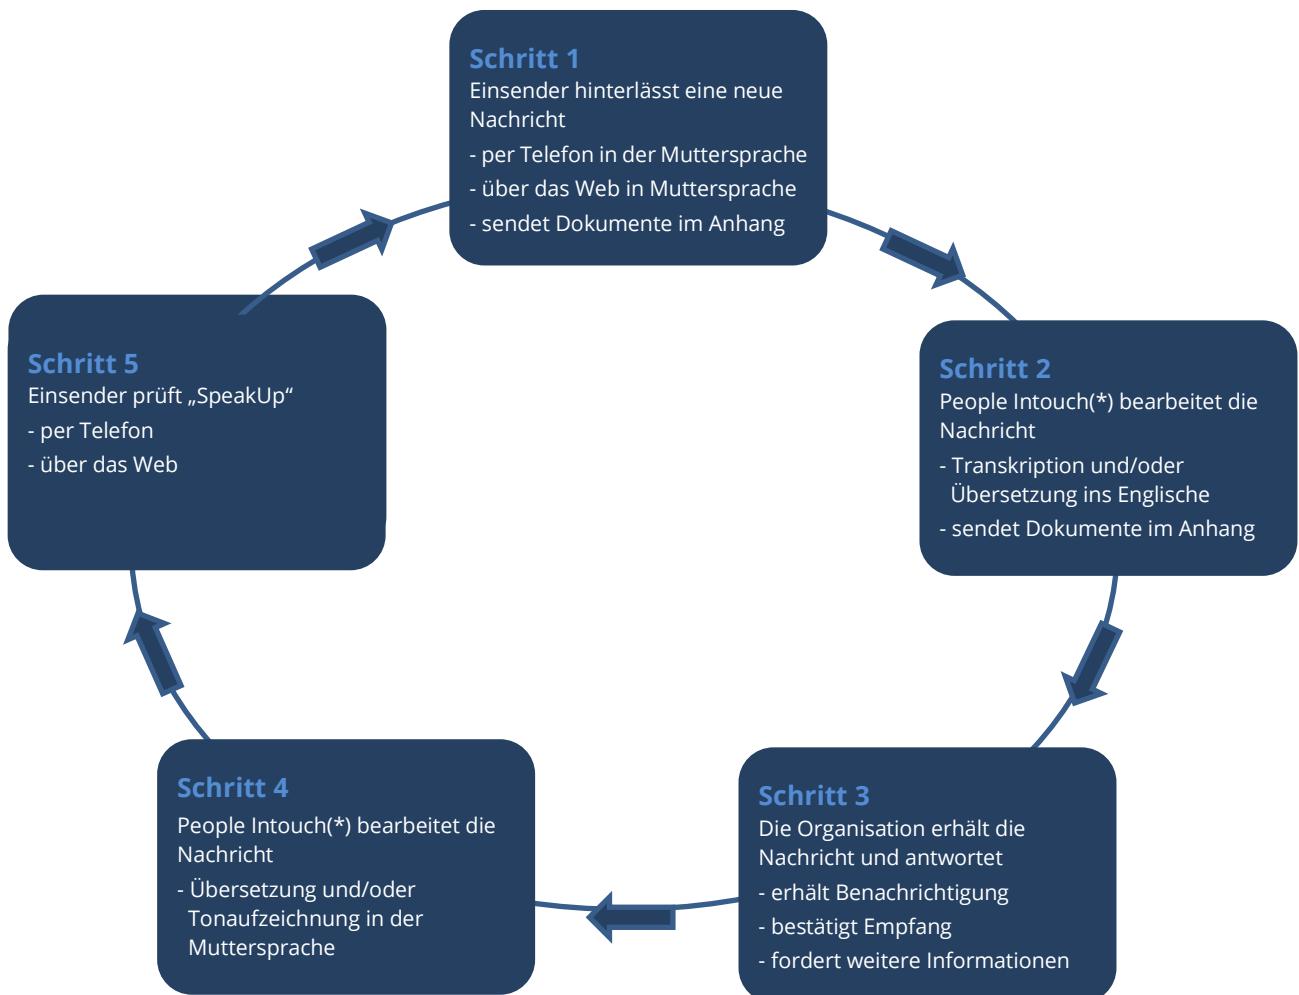 Schritt 1
Einsender hinterlässt eine neue
Nachricht
- per Telefon in der Muttersprache
- über das Web in Muttersprache
- sendet Dokumente im Anhang
Schritt 2
People Intouch(*) bearbeitet die
Nachricht
- Transkription und/oder
Übersetzung ins Englische
- sendet Dokumente im Anhang
Schritt 3
Die Organisation erhält die
Nachricht und antwortet
- erhält Benachrichtigung
- bestätigt Empfang
- fordert weitere Informationen
Schritt 4
People Intouch(*) bearbeitet die
Nachricht
- Übersetzung und/oder
Tonaufzeichnung in der
Muttersprache
Schritt 5
Einsender prüft „SpeakUp“
- per Telefon
- über das Web